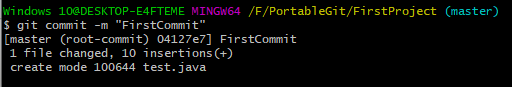 Windows 10@DESKTOP-E4FTEME MINGW64 /F/PortableGit/FirstProject (master)
$ git commit -m "FirstCommit"
[master (root-commit) 04127e7] FirstCommit
 1 file changed, 10 insertions(+)
 create mode 100644 test.java